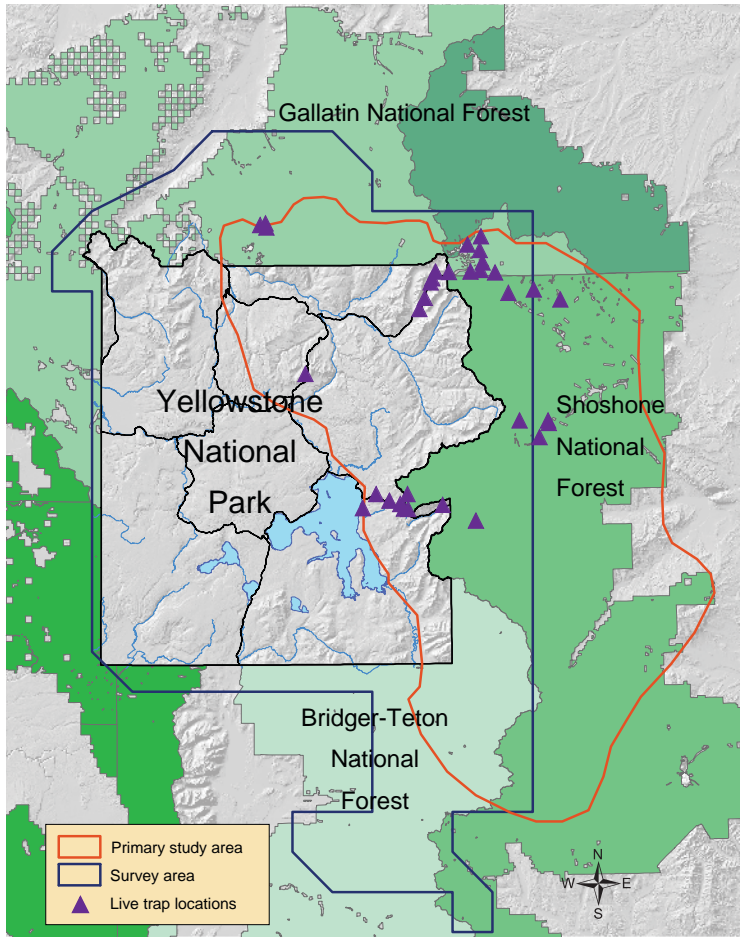 Gallatin National Forest
Yellowstone
National
Park
Shoshone
National
Forest
Bridger-Teton
National
Forest
Primary study area
Survey area
Live trap locations
N
W
E
S